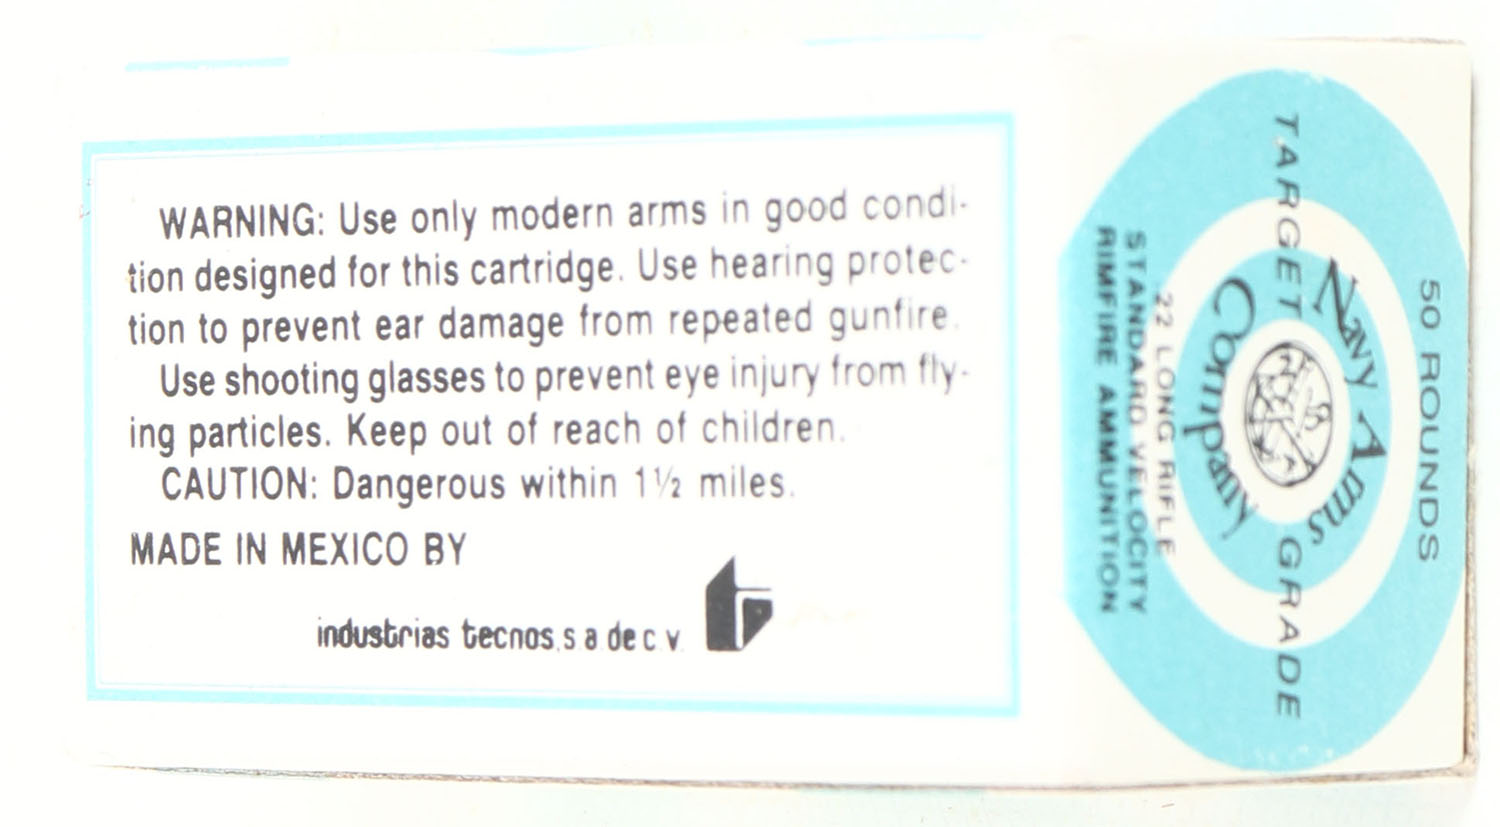 WARNING: Use only modern arms in good condi-
tion designed for this cartridge. Use hearing protec-
tion to prevent ear damage from repeated gunfire.
Use shooting glasses to prevent eye injury from fly-
ing particles. Keep out of reach of children.
CAUTION: Dangerous within 1½ miles.
MADE IN MEXICO BY
industrias tecnos, s.a. de c.v.
50 ROUNDS
Navy Arms
Company
TARGET GRADE
22 LONG RIFLE
STANDARD VELOCITY
RIMFIRE AMMUNITION